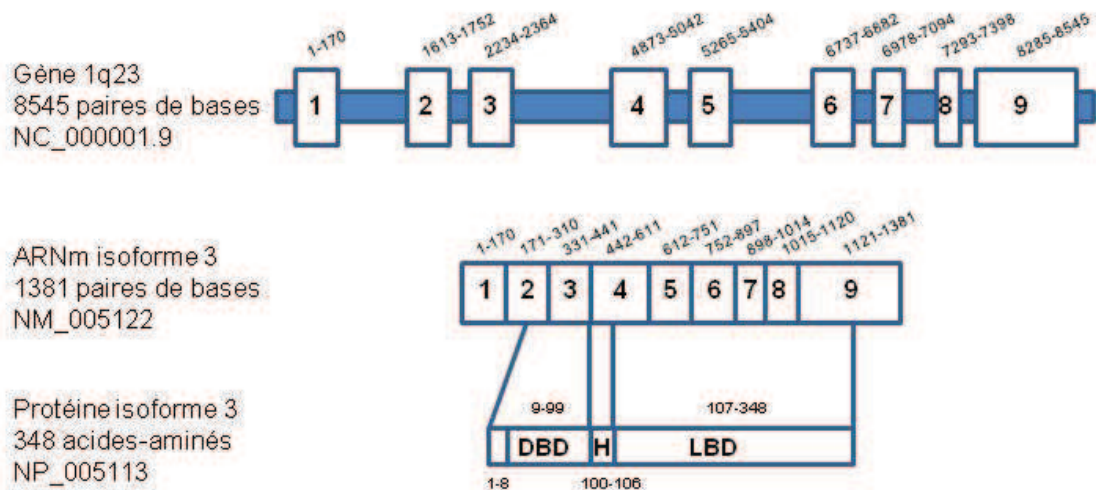 1-170 1613-1752 2234-2364 4873-5042 5265-5404 6737-6882 6978-7094 7293-7398 8285-8545
Gène 1q23
8545 paires de bases
NC_000001.9
1 2 3 4 5 6 7 8 9
1-170 171-310 331-441 442-611 612-751 752-897 898-1014 1015-1120 1121-1381
ARNm isoforme 3
1381 paires de bases
NM_005122
1 2 3 4 5 6 7 8 9
Protéine isoforme 3
348 acides-aminés
NP_005113
9-99 107-348
DBD H LBD
1-8 100-106